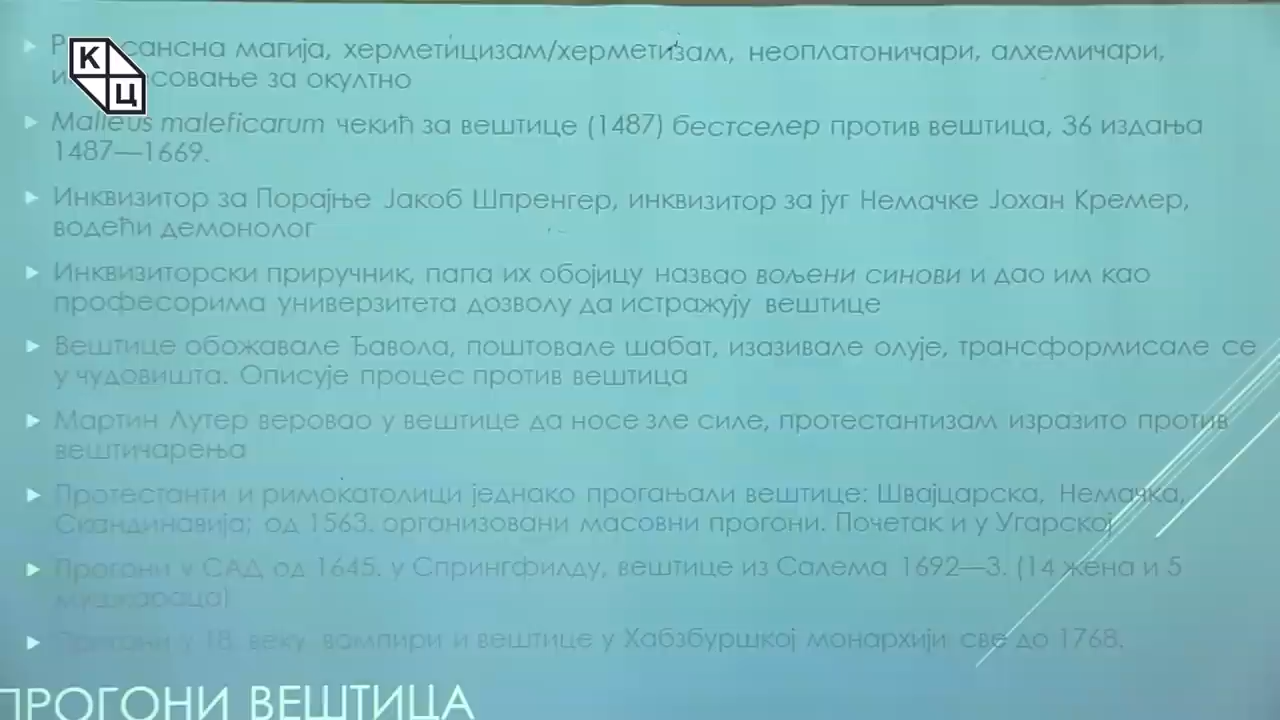 магија, херметицизам/херметизам, неоплатоничари, алхемичари,
за окултно
Malleus maleficarum чекић за вештице (1487) бестселер против вештица, 36 издања
1487—1669.
Инквизитор за Порајње Јакоб Шпренгер, инквизитор за југ Немачке Јохан Кремер,
водећи демонолог
Инквизиторски приручник, папа их обојицу назвао вољени синови и дао им као
професорима универзитета дозволу да истражују вештице
Вештице обожавале Ђавола, поштовале шабат, изазивале олује, трансформисале се
у чудовишта. Описује процес против вештица
Мартин Лутер веровао у вештице да носе зле силе, протестантизам изразито против
вештичарења
Протестанти и римокатолици једнако прогањали вештице: Швајцарска, Немачка,
Скандинавија; од 1563. организовани масовни прогони. Почетак и у Угарској
Прогони у САД од 1645. у Спрингфилду, вештице из Салема 1692—3. (14 жена и 5
мушкараца)
Прогони у 18. веку вампири и вештице у Хабзбуршкој монархији све до 1768.
ПРОГОНИ ВЕШТИЦА
КЦ